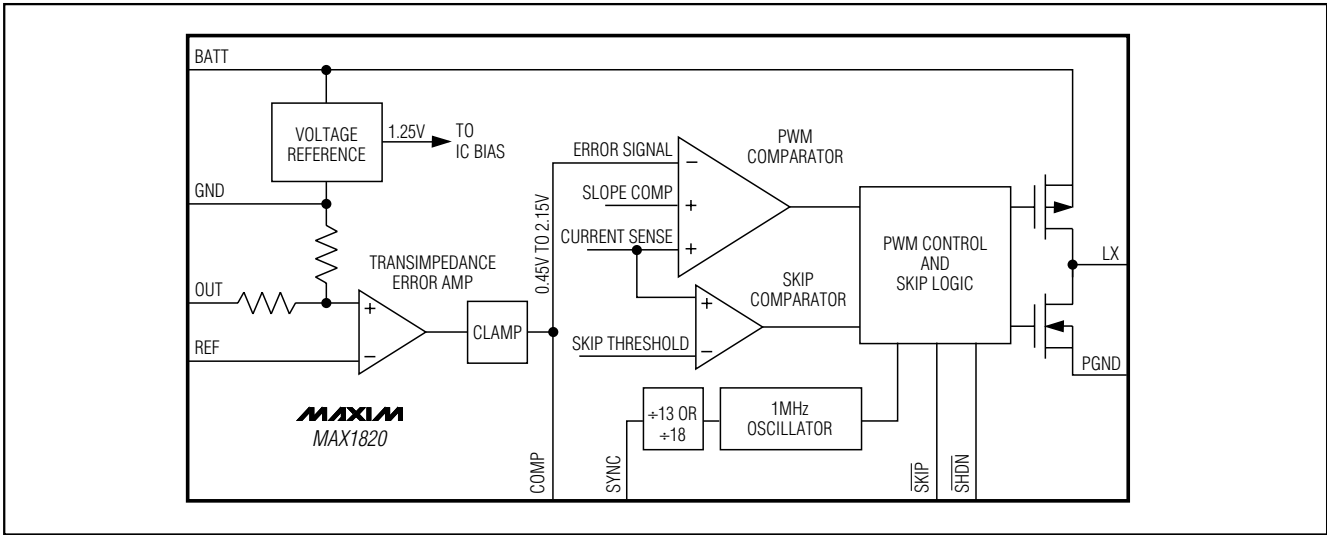 BATT
VOLTAGE
REFERENCE
1.25V
TO
IC BIAS
GND
OUT
REF
TRANSIMPEDANCE
ERROR AMP
+
−
CLAMP
0.45V TO 2.15V
ERROR SIGNAL
SLOPE COMP
CURRENT SENSE
−
+
+
PWM
COMPARATOR
SKIP THRESHOLD
+
−
SKIP
COMPARATOR
PWM CONTROL
AND
SKIP LOGIC
LX
PGND
÷13 OR
÷18
1MHz
OSCILLATOR
MAXIM
MAX1820
COMP
SYNC
S̅K̅I̅P̅
S̅H̅D̅N̅